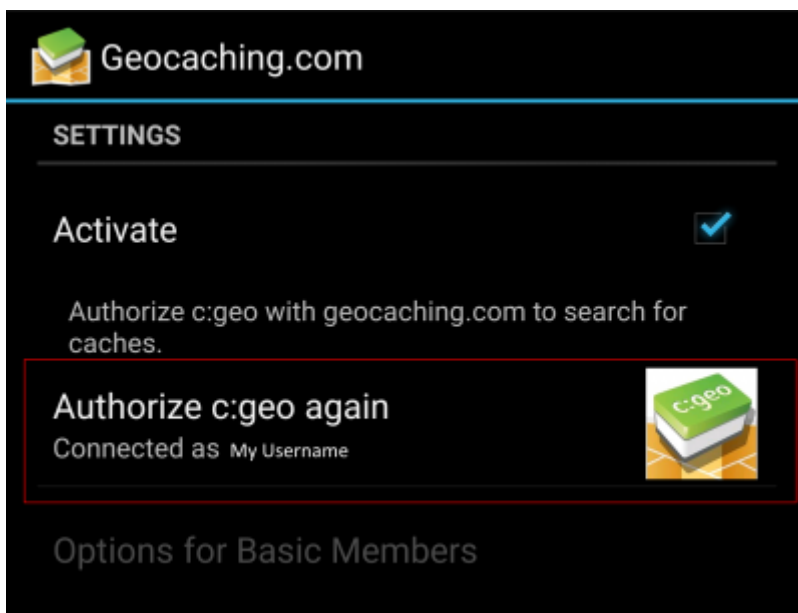 Geocaching.com
SETTINGS
Activate
Authorize c:geo with geocaching.com to search for
caches.
Authorize c:geo again
c:geo
Connected as My Username
Options for Basic Members